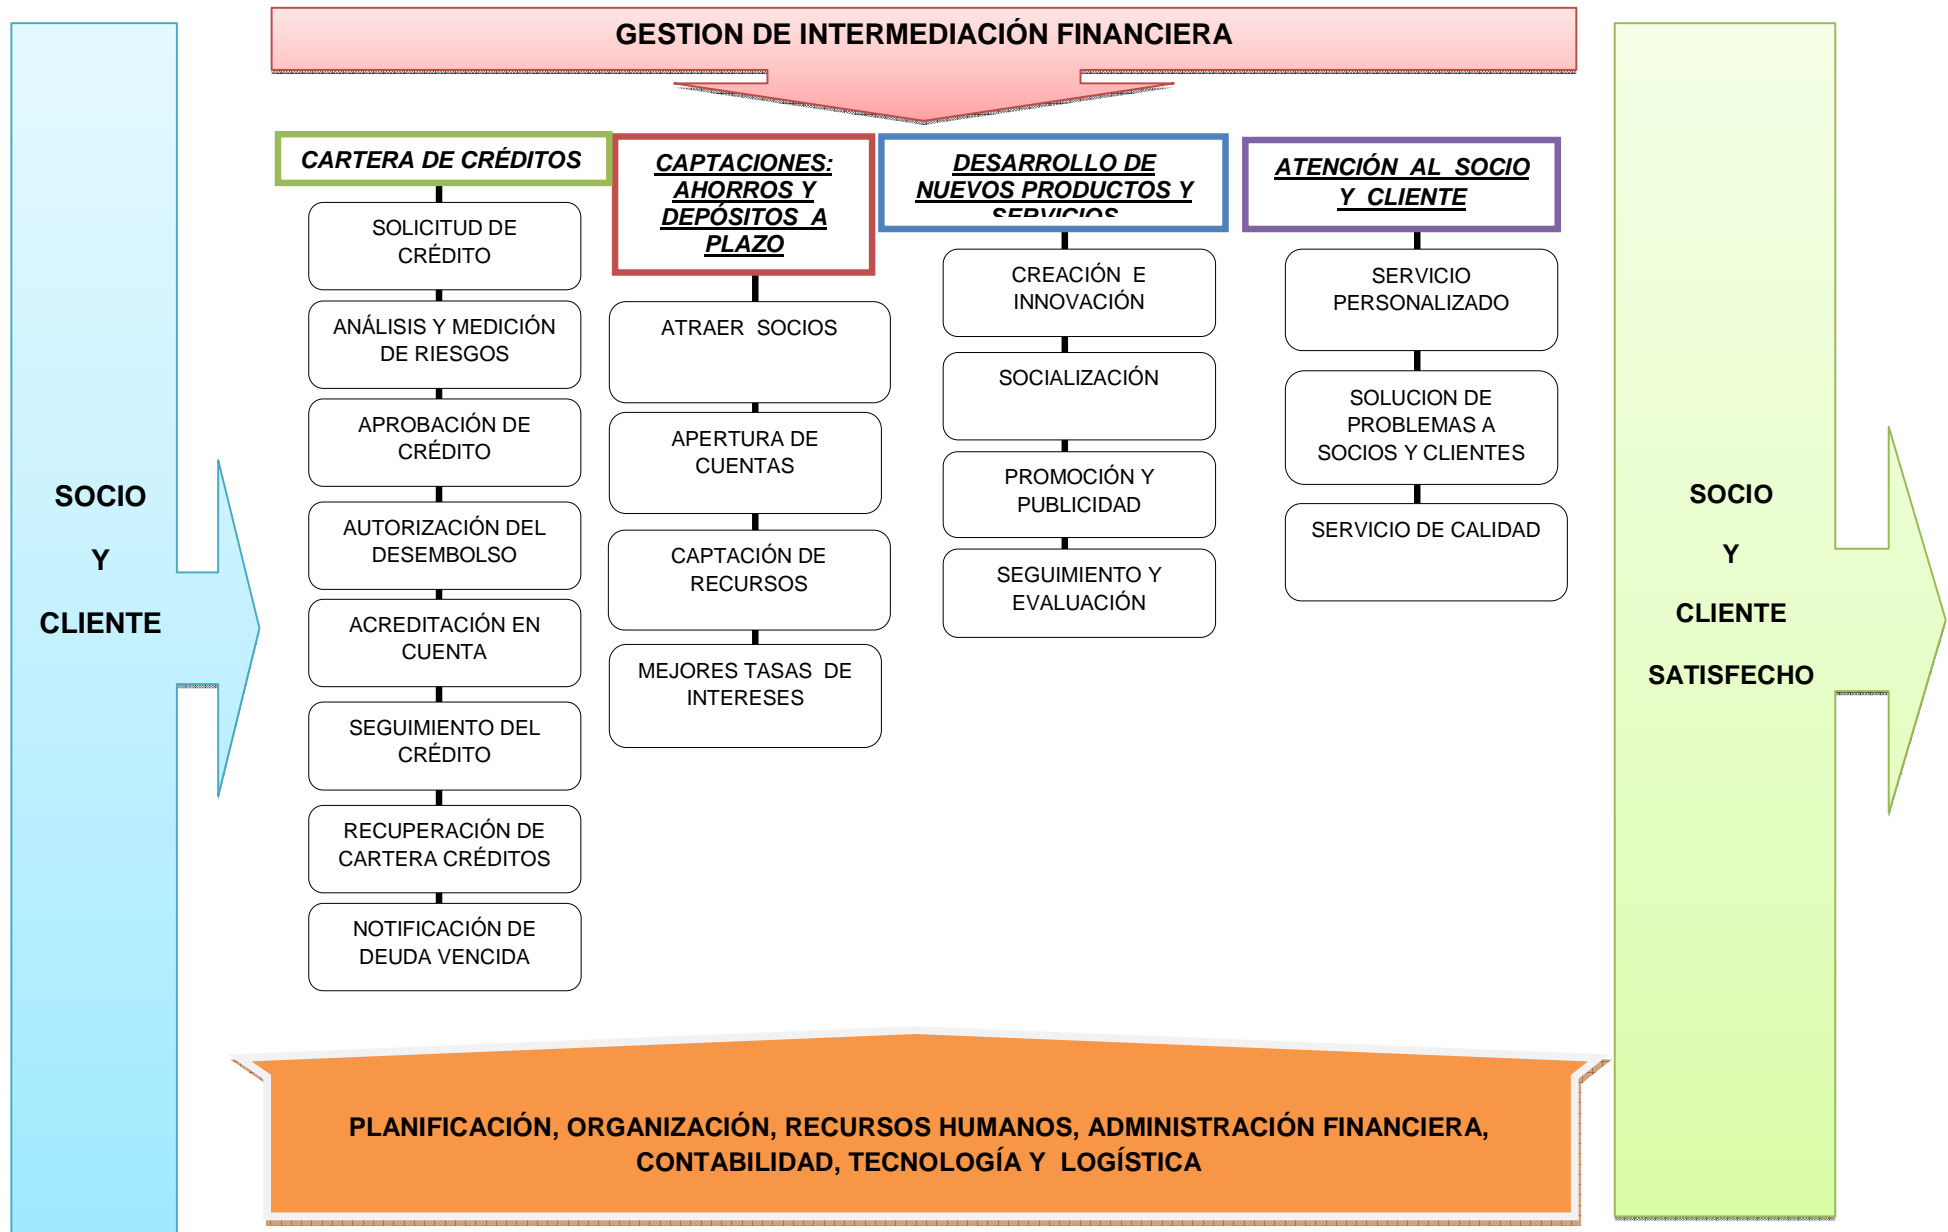 GESTION DE INTERMEDIACIÓN FINANCIERA
SOCIO
Y
CLIENTE
CARTERA DE CRÉDITOS
SOLICITUD DE
CRÉDITO
ANÁLISIS Y MEDICIÓN
DE RIESGOS
APROBACIÓN DE
CRÉDITO
AUTORIZACIÓN DEL
DESEMBOLSO
ACREDITACIÓN EN
CUENTA
SEGUIMIENTO DEL
CRÉDITO
RECUPERACIÓN DE
CARTERA CRÉDITOS
NOTIFICACIÓN DE
DEUDA VENCIDA
CAPTACIONES:
AHORROS Y
DEPÓSITOS A
PLAZO
ATRAER SOCIOS
APERTURA DE
CUENTAS
CAPTACIÓN DE
RECURSOS
MEJORES TASAS DE
INTERESES
DESARROLLO DE
NUEVOS PRODUCTOS Y
SERVICIOS
CREACIÓN E
INNOVACIÓN
SOCIALIZACIÓN
PROMOCIÓN Y
PUBLICIDAD
SEGUIMIENTO Y
EVALUACIÓN
ATENCIÓN AL SOCIO
Y CLIENTE
SERVICIO
PERSONALIZADO
SOLUCION DE
PROBLEMAS A
SOCIOS Y CLIENTES
SERVICIO DE CALIDAD
SOCIO
Y
CLIENTE
SATISFECHO
PLANIFICACIÓN, ORGANIZACIÓN, RECURSOS HUMANOS, ADMINISTRACIÓN FINANCIERA,
CONTABILIDAD, TECNOLOGÍA Y LOGÍSTICA